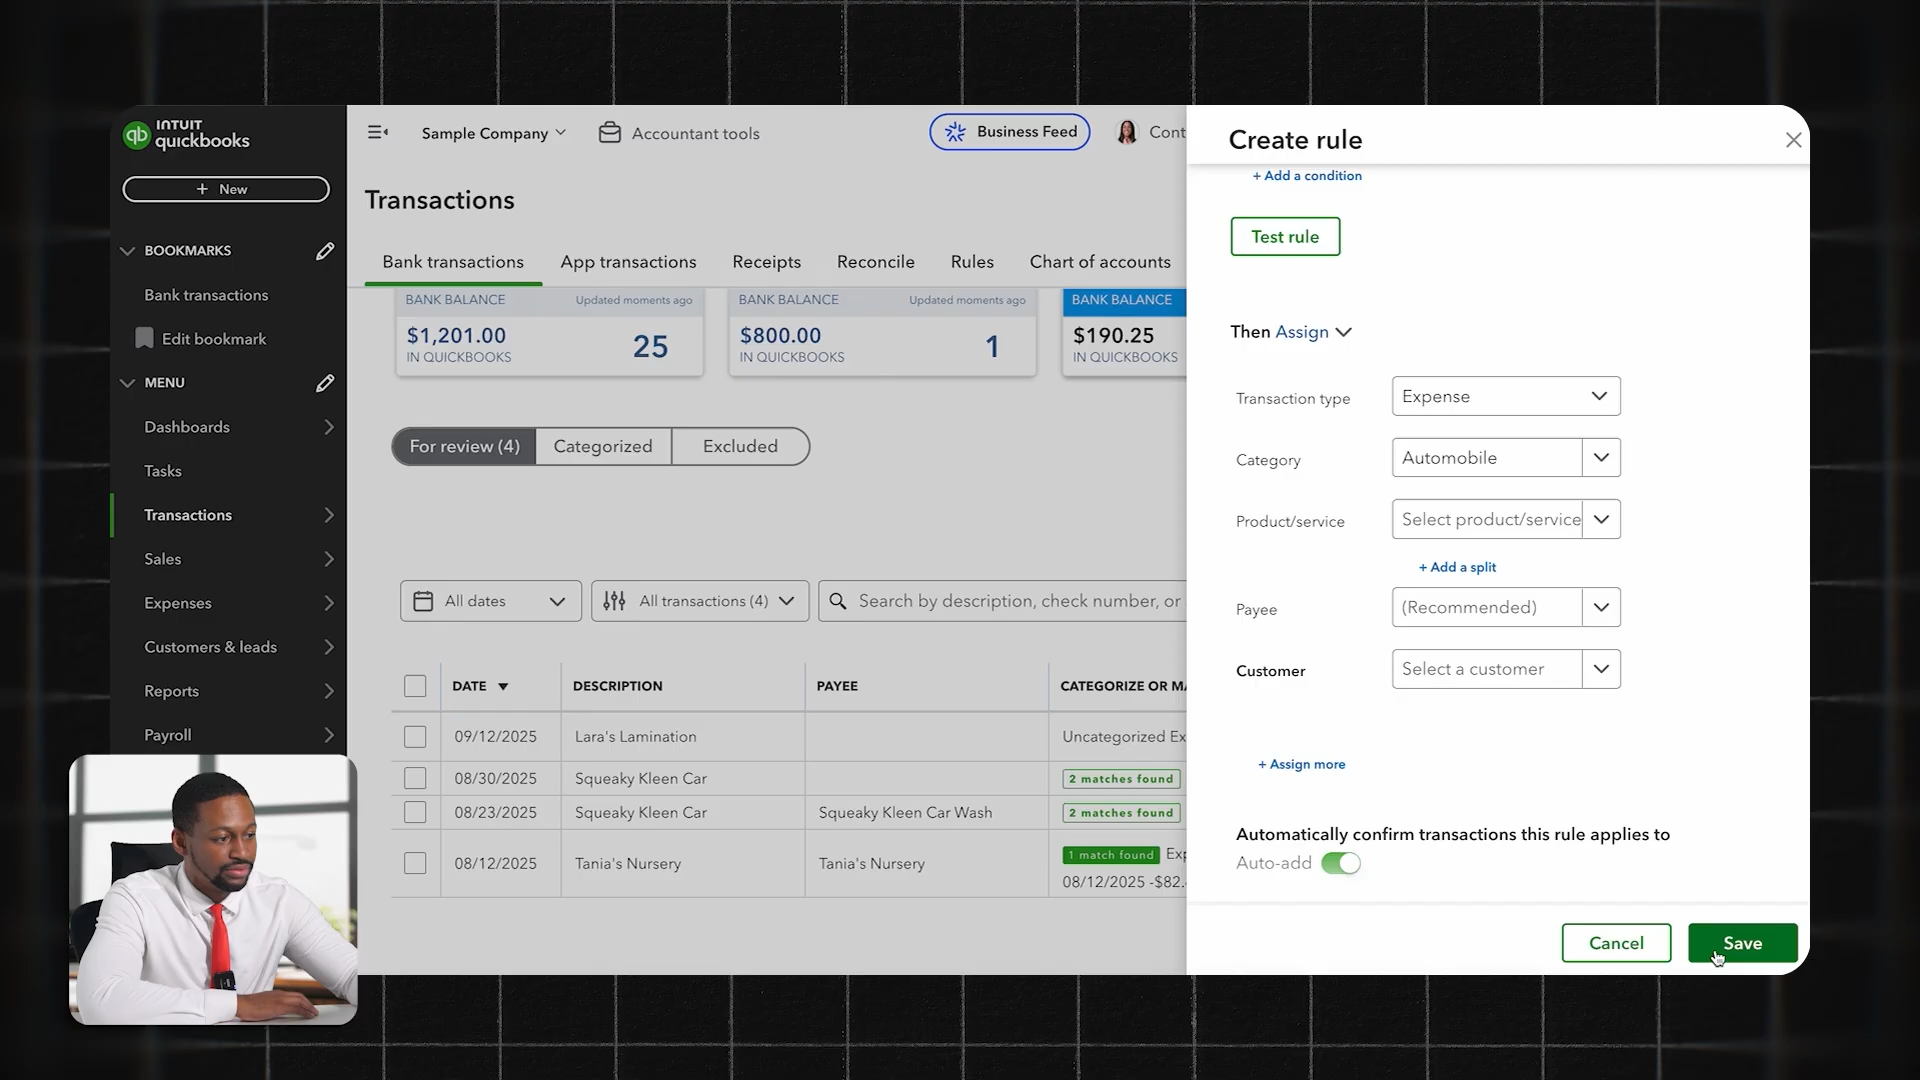 INTUIT
quickbooks
+ New
BOOKMARKS
Bank transactions
Edit bookmark
MENU
Dashboards
Tasks
Transactions
Sales
Expenses
Customers & leads
Reports
Payroll
Sample Company
Accountant tools
Business Feed
Cont
Transactions
Bank transactions
App transactions
Receipts
Reconcile
Rules
Chart of accounts
BANK BALANCE Updated moments ago
$1,201.00
IN QUICKBOOKS
25
BANK BALANCE Updated moments ago
$800.00
IN QUICKBOOKS
1
BANK BALANCE
$190.25
IN QUICKBOOKS
For review (4) Categorized Excluded
All dates All transactions (4) Search by description, check number, or
DATE DESCRIPTION PAYEE CATEGORIZE OR MA
09/12/2025 Lara's Lamination Uncategorized Ex
08/30/2025 Squeaky Kleen Car 2 matches found
08/23/2025 Squeaky Kleen Car Squeaky Kleen Car Wash 2 matches found
08/12/2025 Tania's Nursery Tania's Nursery 1 match found Exp
08/12/2025 -$82.
Create rule
+ Add a condition
Test rule
Then Assign
Transaction type Expense
Category Automobile
Product/service Select product/service
+ Add a split
Payee (Recommended)
Customer Select a customer
+ Assign more
Automatically confirm transactions this rule applies to
Auto-add
Cancel Save